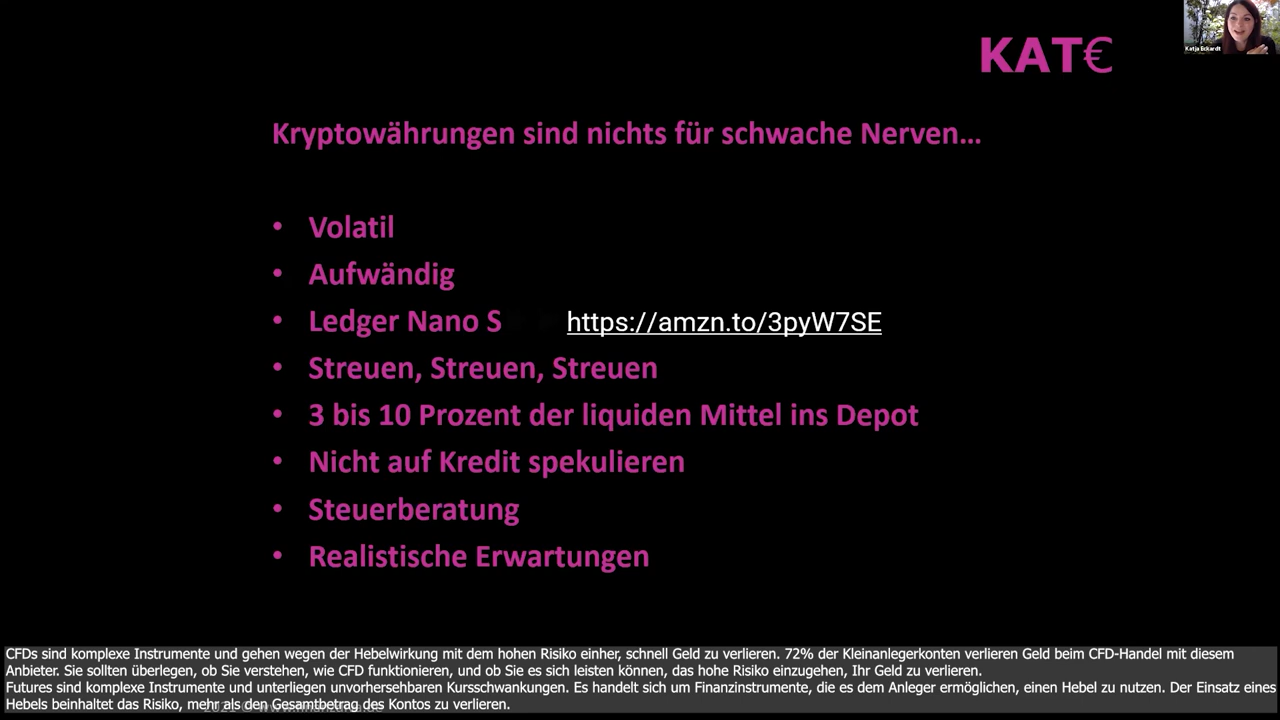 KAT€
Katja Eckardt
Kryptowährungen sind nichts für schwache Nerven…
• Volatil
• Aufwändig
• Ledger Nano S https://amzn.to/3pyW7SE
• Streuen, Streuen, Streuen
• 3 bis 10 Prozent der liquiden Mittel ins Depot
• Nicht auf Kredit spekulieren
• Steuerberatung
• Realistische Erwartungen
CFDs sind komplexe Instrumente und gehen wegen der Hebelwirkung mit dem hohen Risiko einher, schnell Geld zu verlieren. 72% der Kleinanlegerkonten verlieren Geld beim CFD-Handel mit diesem
Anbieter. Sie sollten überlegen, ob Sie verstehen, wie CFD funktionieren, und ob Sie es sich leisten können, das hohe Risiko einzugehen, Ihr Geld zu verlieren.
Futures sind komplexe Instrumente und unterliegen unvorhersehbaren Kursschwankungen. Es handelt sich um Finanzinstrumente, die es dem Anleger ermöglichen, einen Hebel zu nutzen. Der Einsatz eines
Hebels beinhaltet das Risiko, mehr als den Gesamtbetrag des Kontos zu verlieren.